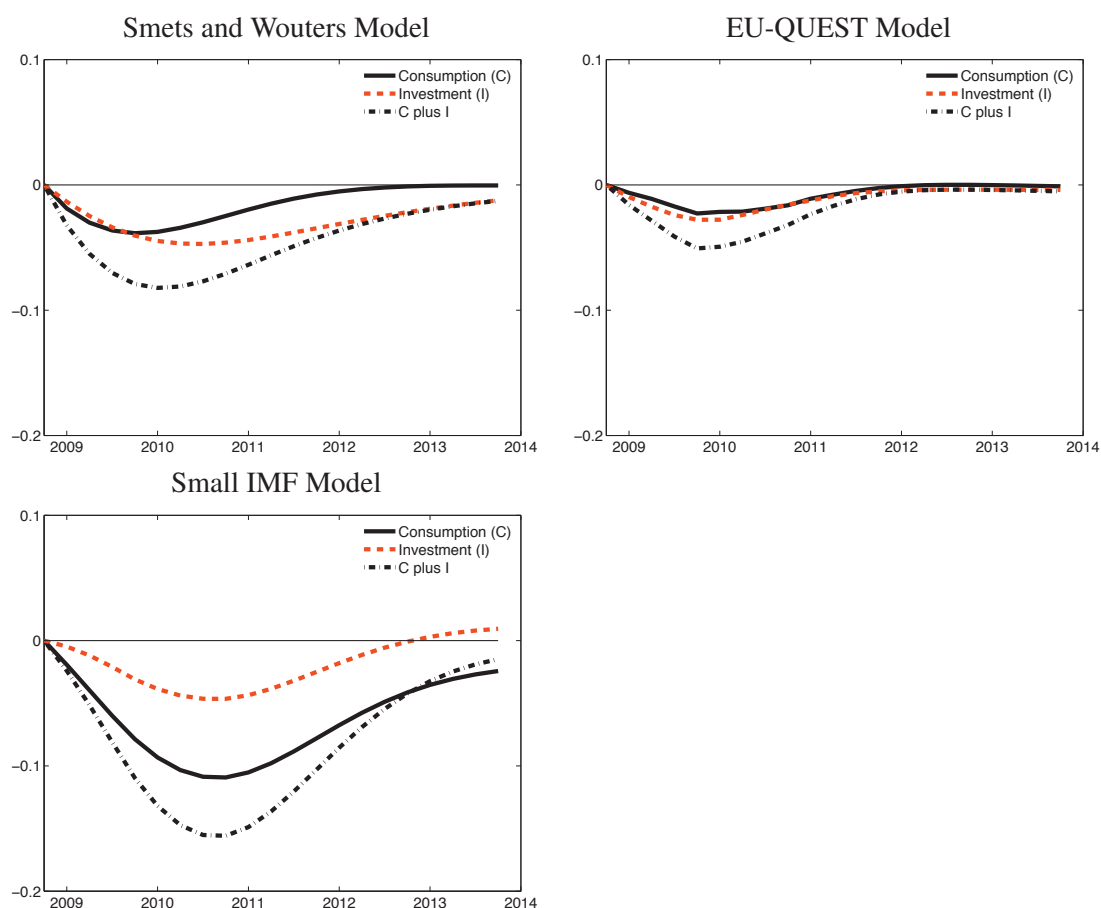 Smets and Wouters Model
0.1
Consumption (C)
Investment (I)
C plus I
0
−0.1
−0.2
2009 2010 2011 2012 2013 2014
EU-QUEST Model
0.1
Consumption (C)
Investment (I)
C plus I
0
−0.1
−0.2
2009 2010 2011 2012 2013 2014
Small IMF Model
0.1
Consumption (C)
Investment (I)
C plus I
0
−0.1
−0.2
2009 2010 2011 2012 2013 2014